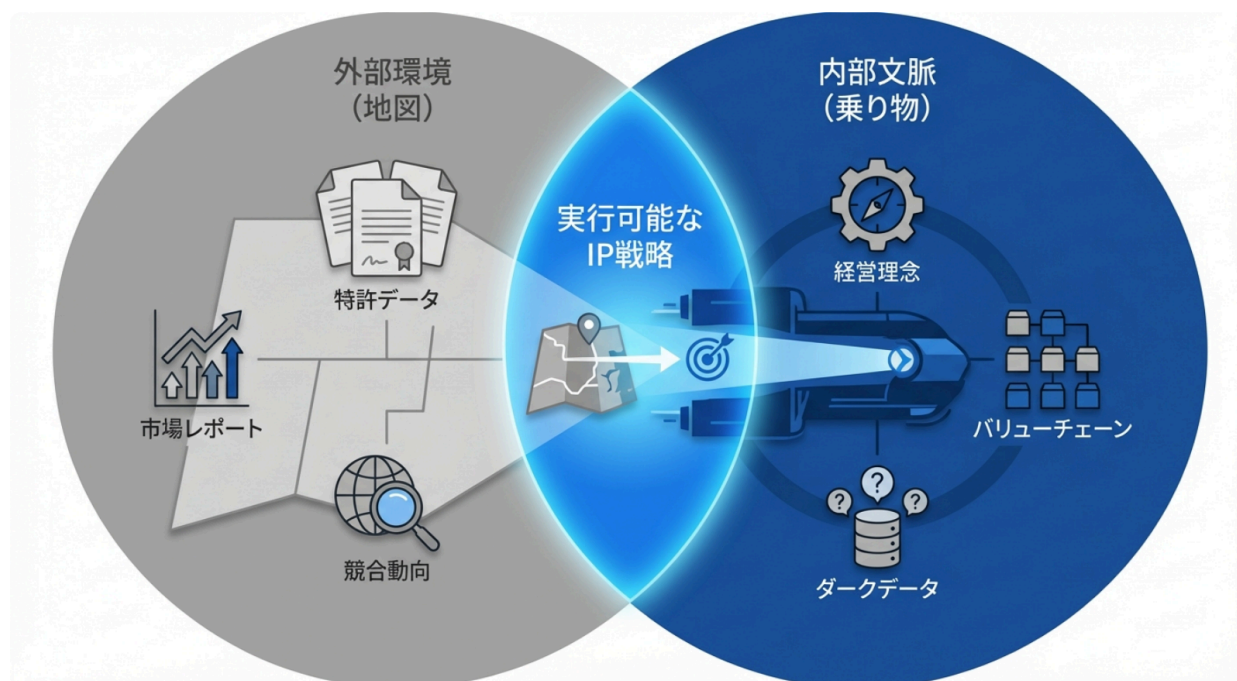 外部環境
（地図）
特許データ
市場レポート
競合動向
実行可能な
IP戦略
内部文脈
（乗り物）
経営理念
バリューチェーン
?
?
?
ダークデータ